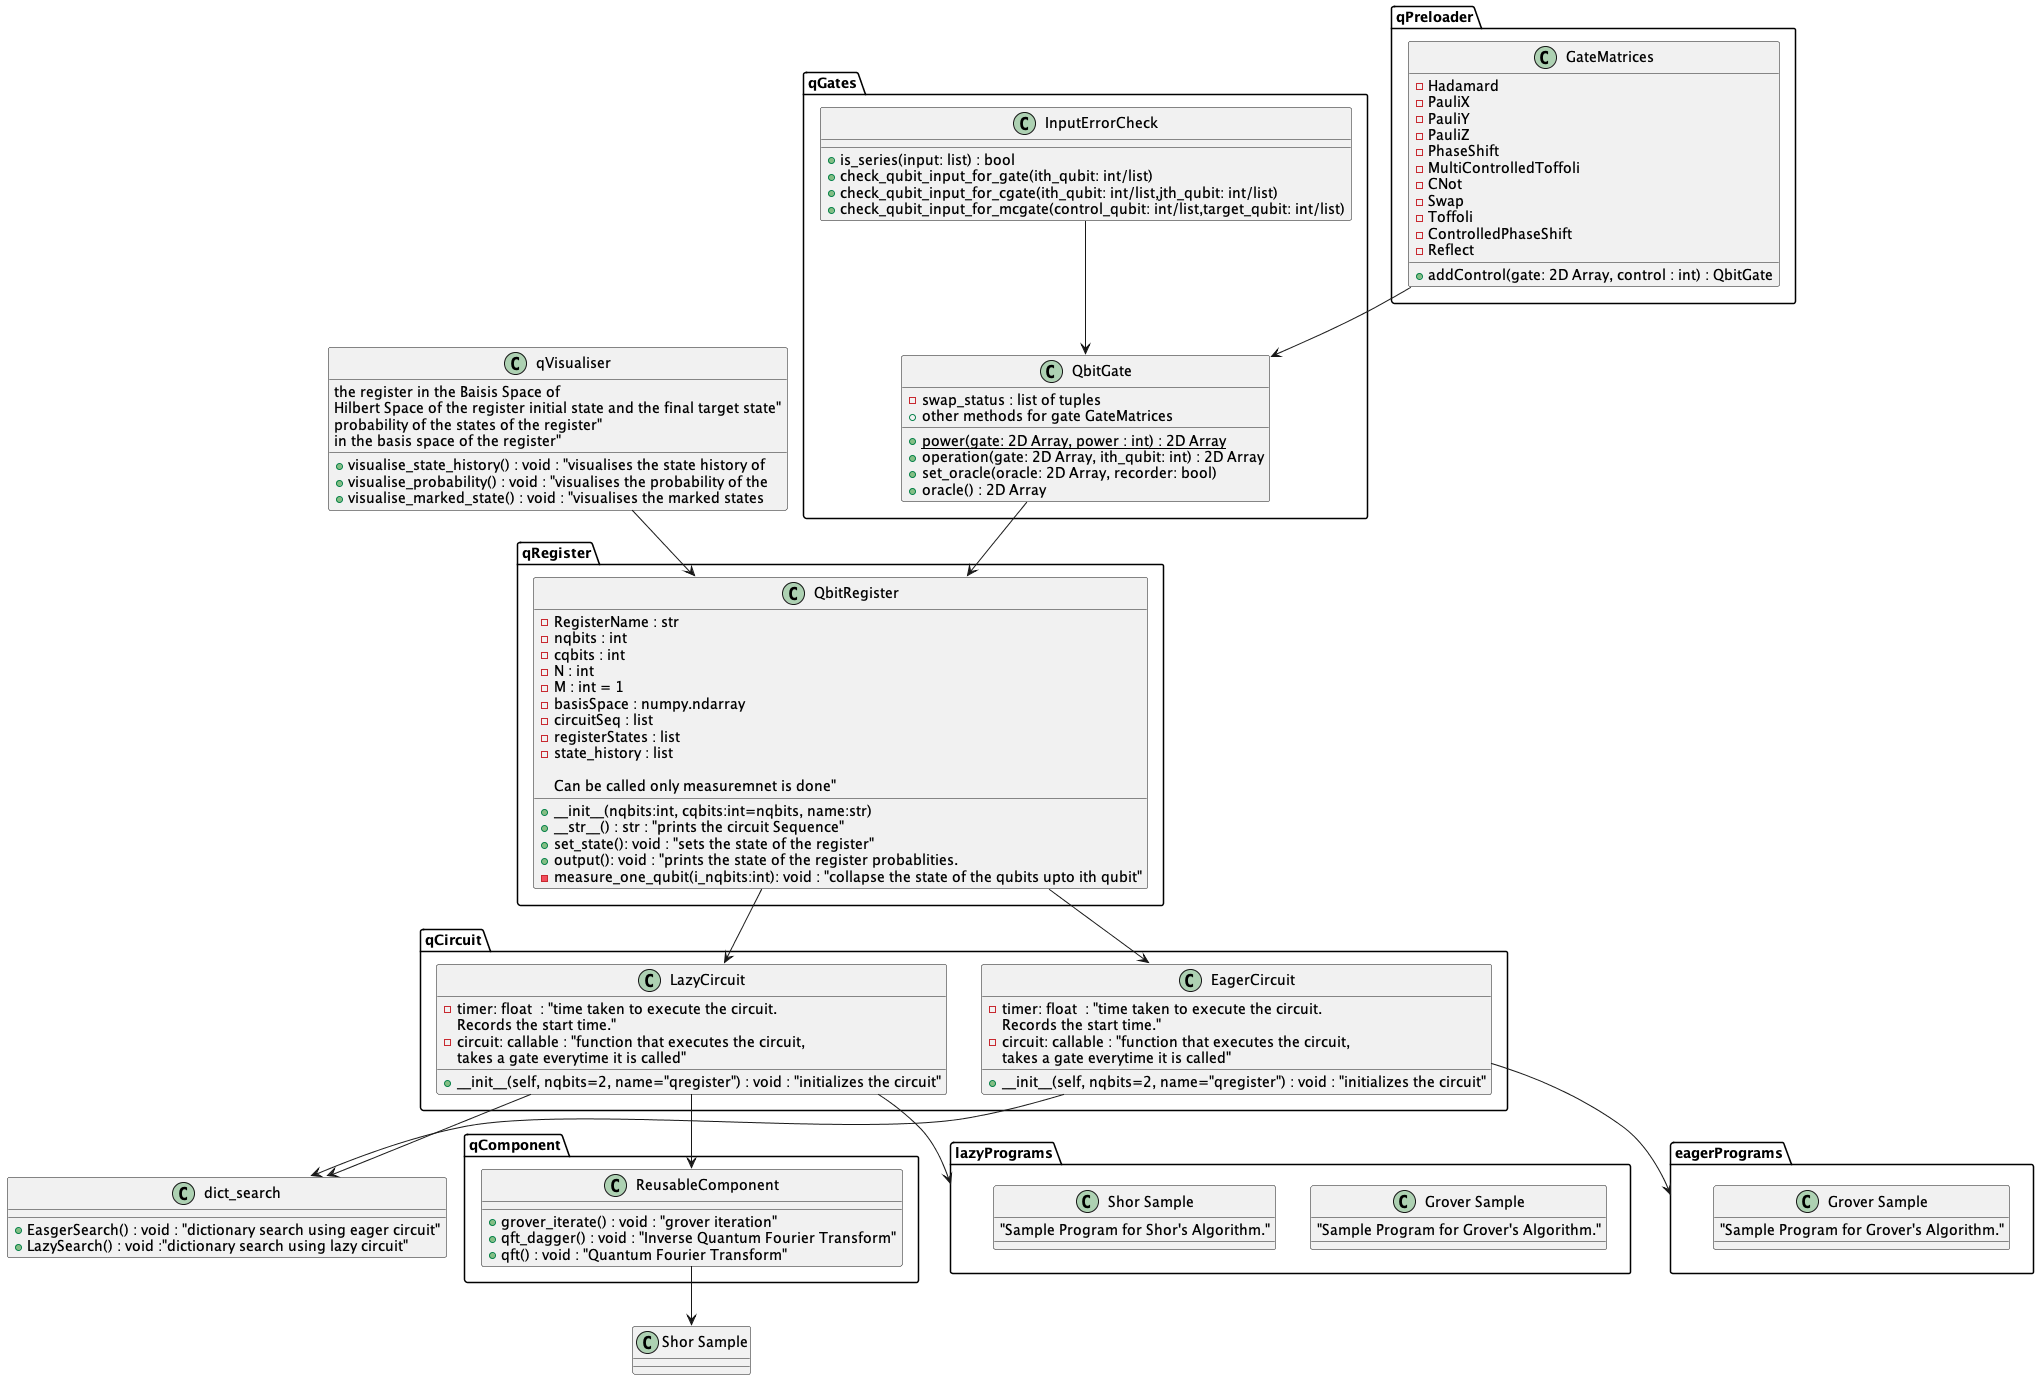 qPreloader
C GateMatrices
Hadamard
PauliX
PauliY
PauliZ
PhaseShift
MultiControlledToffoli
CNot
Swap
Toffoli
ControlledPhaseShift
Reflect
addControl(gate: 2D Array, control : int) : QbitGate
qGates
C InputErrorCheck
is_series(input: list) : bool
check_qubit_input_for_gate(ith_qubit: int/list)
check_qubit_input_for_cgate(ith_qubit: int/list,jth_qubit: int/list)
check_qubit_input_for_mcgate(control_qubit: int/list,target_qubit: int/list)
C QbitGate
swap_status : list of tuples
other methods for gate GateMatrices
power(gate: 2D Array, power : int) : 2D Array
operation(gate: 2D Array, ith_qubit: int) : 2D Array
set_oracle(oracle: 2D Array, recorder: bool)
oracle() : 2D Array
C qVisualiser
the register in the Baisis Space of
Hilbert Space of the register initial state and the final target state"
probability of the states of the register"
in the basis space of the register"
visualise_state_history() : void : "visualises the state history of
visualise_probability() : void : "visualises the probability of the
visualise_marked_state() : void : "visualises the marked states
qRegister
C QbitRegister
RegisterName : str
nqbits : int
cqbits : int
N : int
M : int = 1
basisSpace : numpy.ndarray
circuitSeq : list
registerStates : list
state_history : list
Can be called only measuremnet is done"
__init__(nqbits:int, cqbits:int=nqbits, name:str)
__str__() : str : "prints the circuit Sequence"
set_state(): void : "sets the state of the register"
output(): void : "prints the state of the register probablities.
measure_one_qubit(i_nqbits:int): void : "collapse the state of the qubits upto ith qubit"
qCircuit
C LazyCircuit
timer: float  : "time taken to execute the circuit.
Records the start time."
circuit: callable : "function that executes the circuit,
takes a gate everytime it is called"
__init__(self, nqbits=2, name="qregister") : void : "initializes the circuit"
C EagerCircuit
timer: float  : "time taken to execute the circuit.
Records the start time."
circuit: callable : "function that executes the circuit,
takes a gate everytime it is called"
__init__(self, nqbits=2, name="qregister") : void : "initializes the circuit"
C dict_search
EasgerSearch() : void : "dictionary search using eager circuit"
LazySearch() : void :"dictionary search using lazy circuit"
qComponent
C ReusableComponent
grover_iterate() : void : "grover iteration"
qft_dagger() : void : "Inverse Quantum Fourier Transform"
qft() : void : "Quantum Fourier Transform"
lazyPrograms
C Shor Sample
"Sample Program for Shor's Algorithm."
C Grover Sample
"Sample Program for Grover's Algorithm."
eagerPrograms
C Grover Sample
"Sample Program for Grover's Algorithm."
C Shor Sample